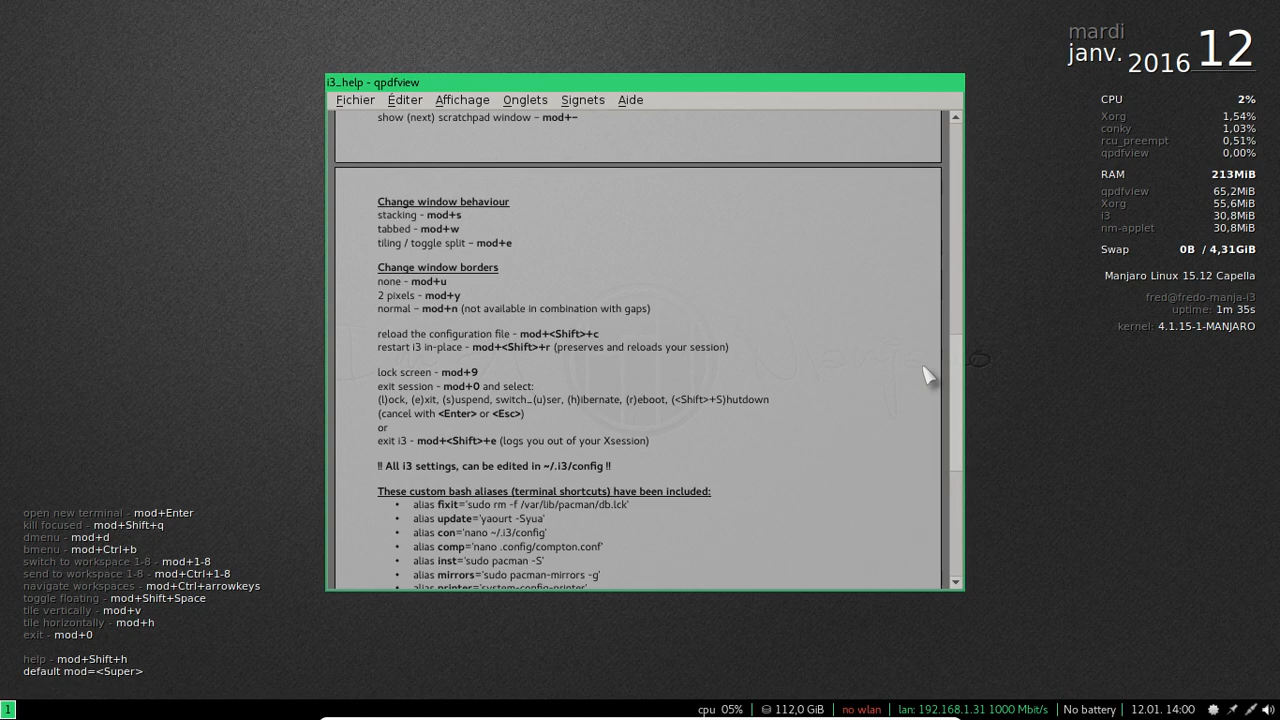 mardi
janv. 2016 12
i3_help - qpdfview
Fichier Éditer Affichage Onglets Signets Aide
show (next) scratchpad window – mod+–
Change window behaviour
stacking - mod+s
tabbed - mod+w
tiling / toggle split – mod+e
Change window borders
none - mod+u
2 pixels - mod+y
normal – mod+n (not available in combination with gaps)
reload the configuration file - mod+<Shift>+c
restart i3 in-place - mod+<Shift>+r (preserves and reloads your session)
lock screen - mod+9
exit session - mod+0 and select:
(l)ock, (e)xit, (s)uspend, switch_(u)ser, (h)ibernate, (r)eboot, (<Shift>+S)hutdown
(cancel with <Enter> or <Esc>)
or
exit i3 - mod+<Shift>+e (logs you out of your Xsession)
!! All i3 settings, can be edited in ~/.i3/config !!
These custom bash aliases (terminal shortcuts) have been included:
• alias fixit='sudo rm -f /var/lib/pacman/db.lck'
• alias update='yaourt -Syua'
• alias con='nano ~/.i3/config'
• alias comp='nano .config/compton.conf'
• alias inst='sudo pacman -S'
• alias mirrors='sudo pacman-mirrors -g'
• alias printer='system-config-printer'
CPU 2%
Xorg 1,54%
conky 1,03%
rcu_preempt 0,51%
qpdfview 0,00%
RAM 213MiB
qpdfview 65,2MiB
Xorg 55,6MiB
i3 30,8MiB
nm-applet 30,8MiB
Swap 0B / 4,31GiB
Manjaro Linux 15.12 Capella
fred@fredo-manja-i3
uptime: 1m 35s
kernel: 4.1.15-1-MANJARO
open new terminal - mod+Enter
kill focused - mod+Shift+q
dmenu - mod+d
bmenu - mod+Ctrl+b
switch to workspace 1-8 - mod+1-8
send to workspace 1-8 - mod+Ctrl+1-8
navigate workspaces - mod+Ctrl+arrowkeys
toggle floating - mod+Shift+Space
tile vertically - mod+v
tile horizontally - mod+h
exit - mod+0
help - mod+Shift+h
default mod=<Super>
1 cpu 05% 112,0 GiB no wlan lan: 192.168.1.31 1000 Mbit/s No battery 12.01. 14:00